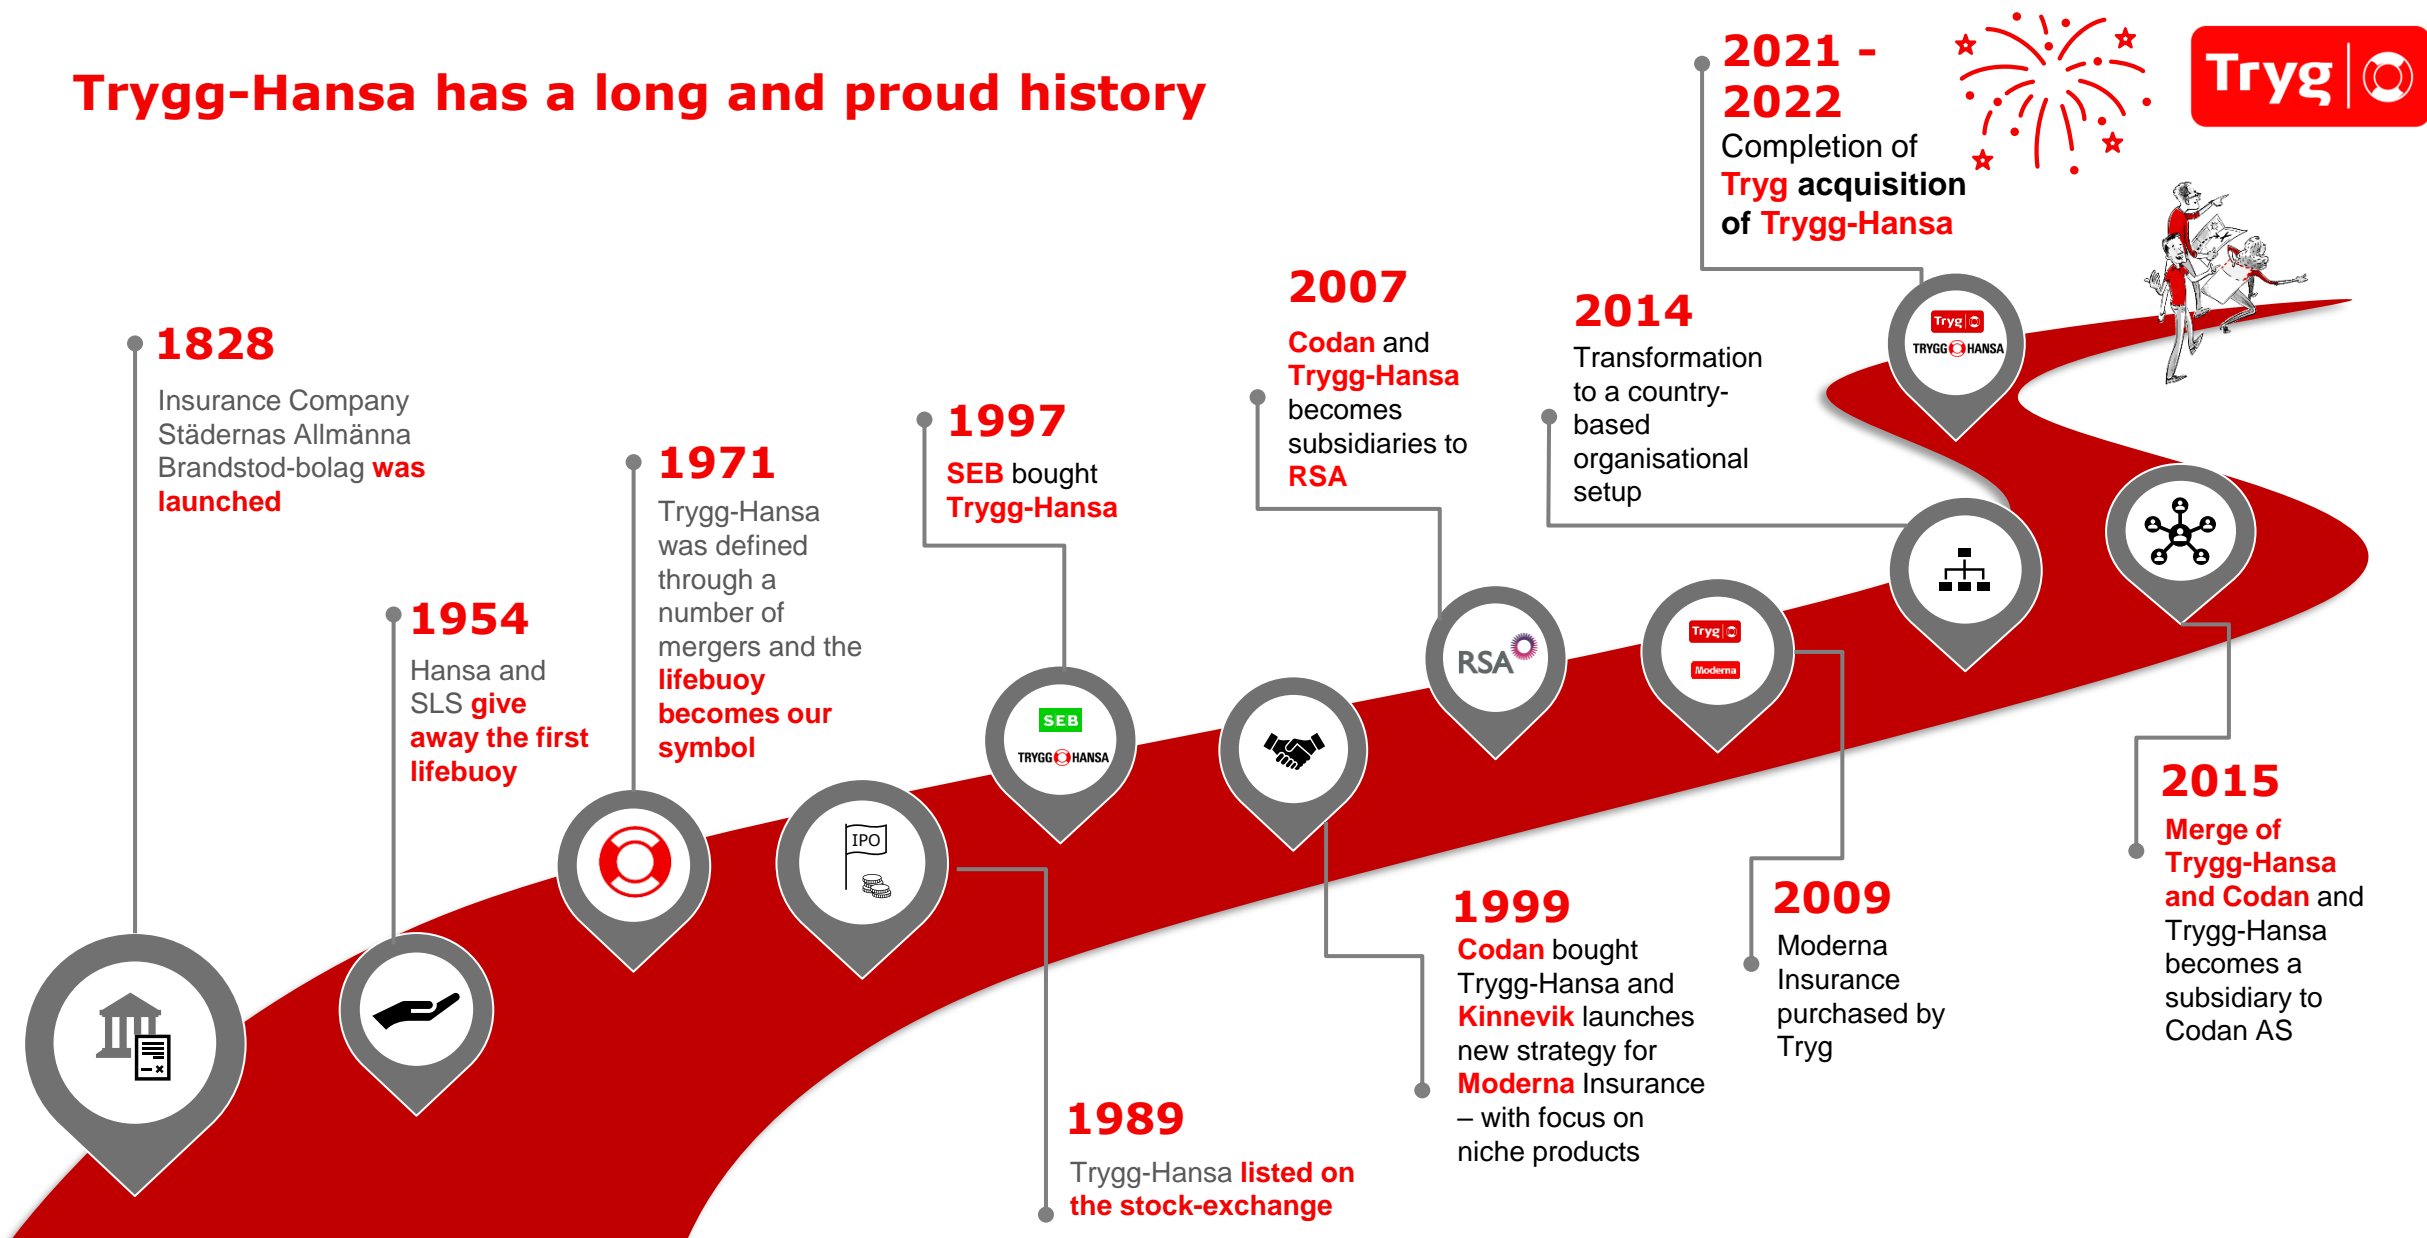 Trygg-Hansa has a long and proud history
Tryg
1828
Insurance Company
Städernas Allmänna
Brandstod-bolag was
launched
1954
Hansa and
SLS give
away the first
lifebuoy
1971
Trygg-Hansa
was defined
through a
number of
mergers and the
lifebuoy
becomes our
symbol
IPO
1989
Trygg-Hansa listed on
the stock-exchange
1997
SEB bought
Trygg-Hansa
SEB
TRYGG HANSA
1999
Codan bought
Trygg-Hansa and
Kinnevik launches
new strategy for
Moderna Insurance
– with focus on
niche products
2007
Codan and
Trygg-Hansa
becomes
subsidiaries to
RSA
RSA
Tryg
Moderna
2009
Moderna
Insurance
purchased by
Tryg
2014
Transformation
to a country-
based
organisational
setup
2015
Merge of
Trygg-Hansa
and Codan and
Trygg-Hansa
becomes a
subsidiary to
Codan AS
2021 -
2022
Completion of
Tryg acquisition
of Trygg-Hansa
Tryg
TRYGG HANSA